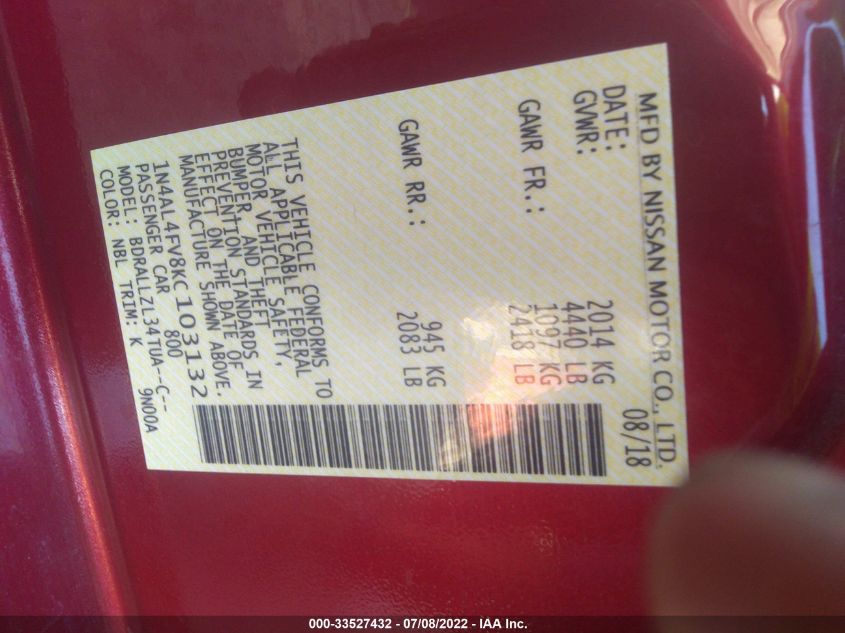 MFD BY NISSAN MOTOR CO., LTD.
DATE: 08/18
GVWR: 2014 KG
4440 LB
GAWR FR.: 1097 KG
2418 LB
GAWR RR.: 945 KG
2083 LB
THIS VEHICLE CONFORMS TO
ALL APPLICABLE FEDERAL
MOTOR VEHICLE SAFETY,
BUMPER, AND THEFT
PREVENTION STANDARDS IN
EFFECT ON THE DATE OF
MANUFACTURE SHOWN ABOVE.
1N4AL4FV8KC103132
PASSENGER CAR 800
MODEL: BDRALLZL34TUA--C--
COLOR: NBL TRIM: K 9N00A
000-33527432 - 07/08/2022 - IAA Inc.